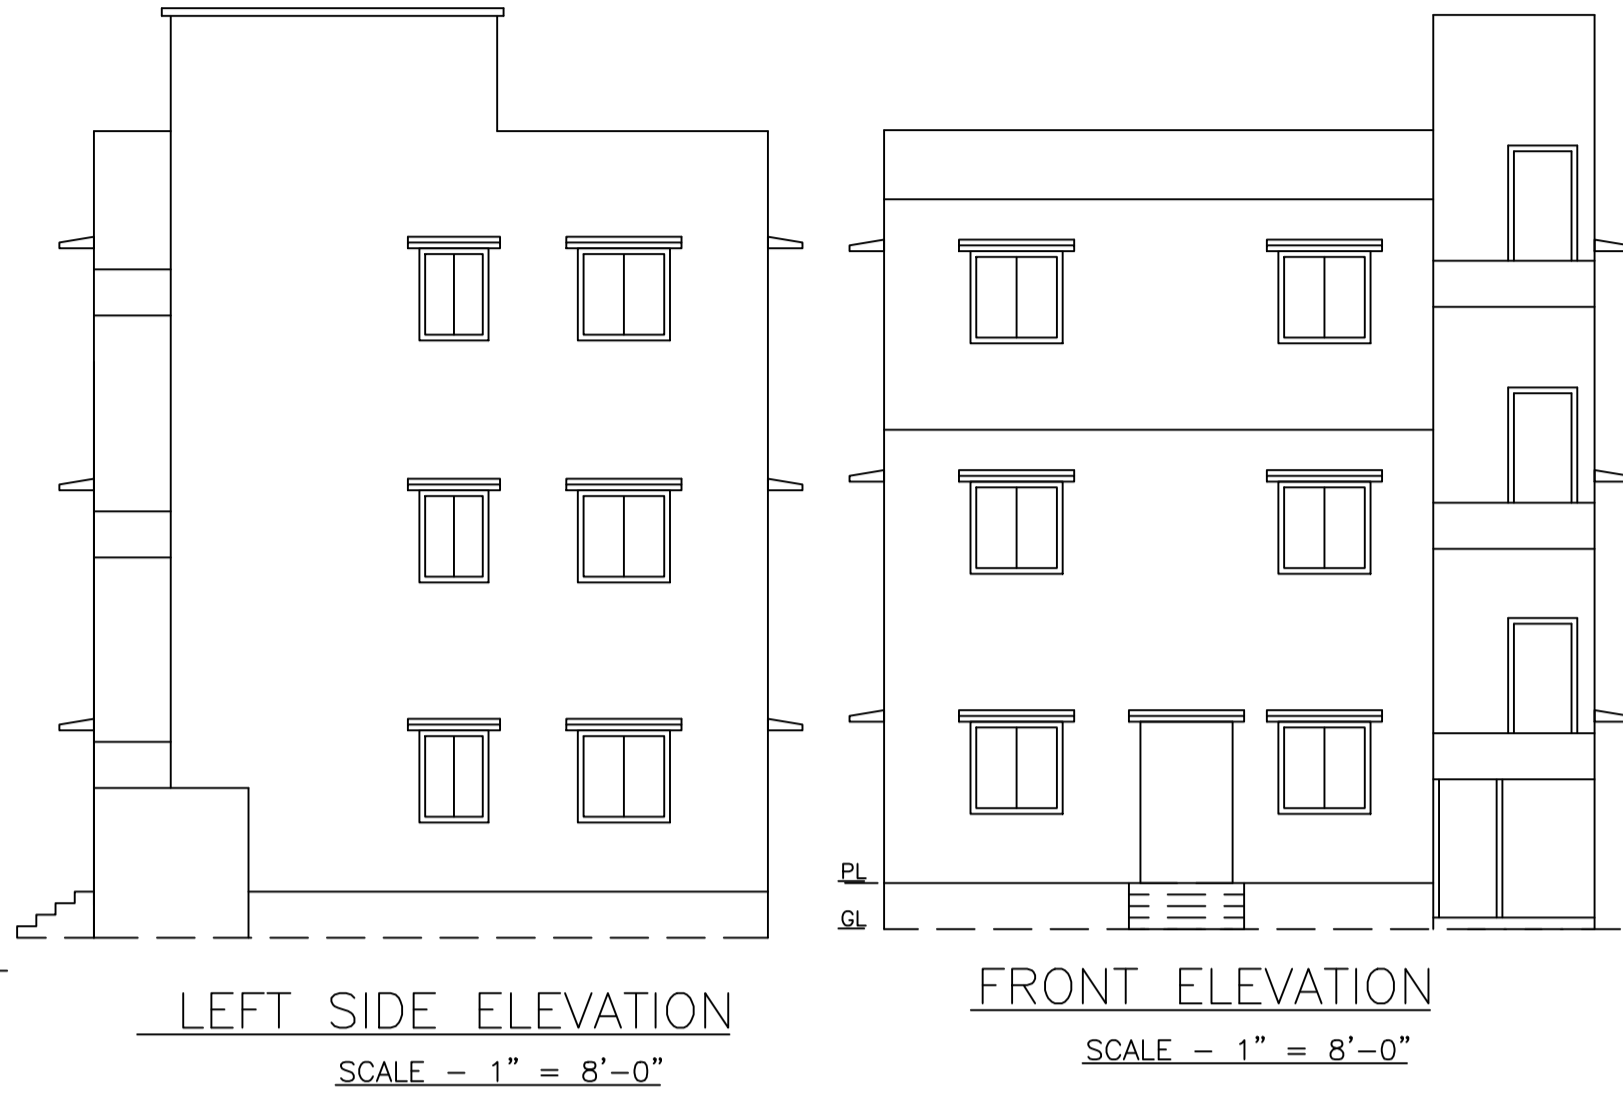 PL
GL
LEFT SIDE ELEVATION
SCALE - 1" = 8'-0"
FRONT ELEVATION
SCALE - 1" = 8'-0"